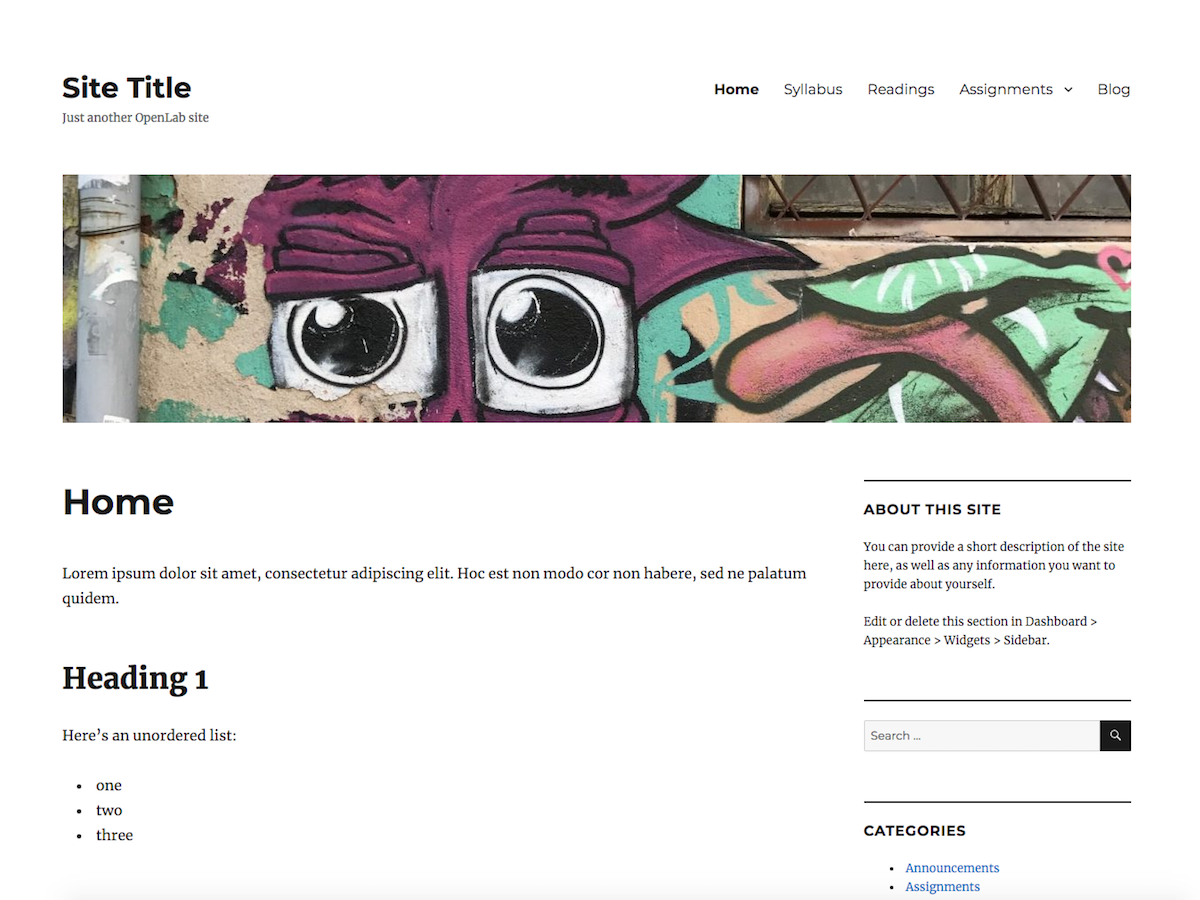 Site Title
Just another OpenLab site
Home Syllabus Readings Assignments Blog
Home
Lorem ipsum dolor sit amet, consectetur adipiscing elit. Hoc est non modo cor non habere, sed ne palatum
quidem.
Heading 1
Here’s an unordered list:
• one
• two
• three
ABOUT THIS SITE
You can provide a short description of the site
here, as well as any information you want to
provide about yourself.
Edit or delete this section in Dashboard >
Appearance > Widgets > Sidebar.
Search ...
CATEGORIES
• Announcements
• Assignments